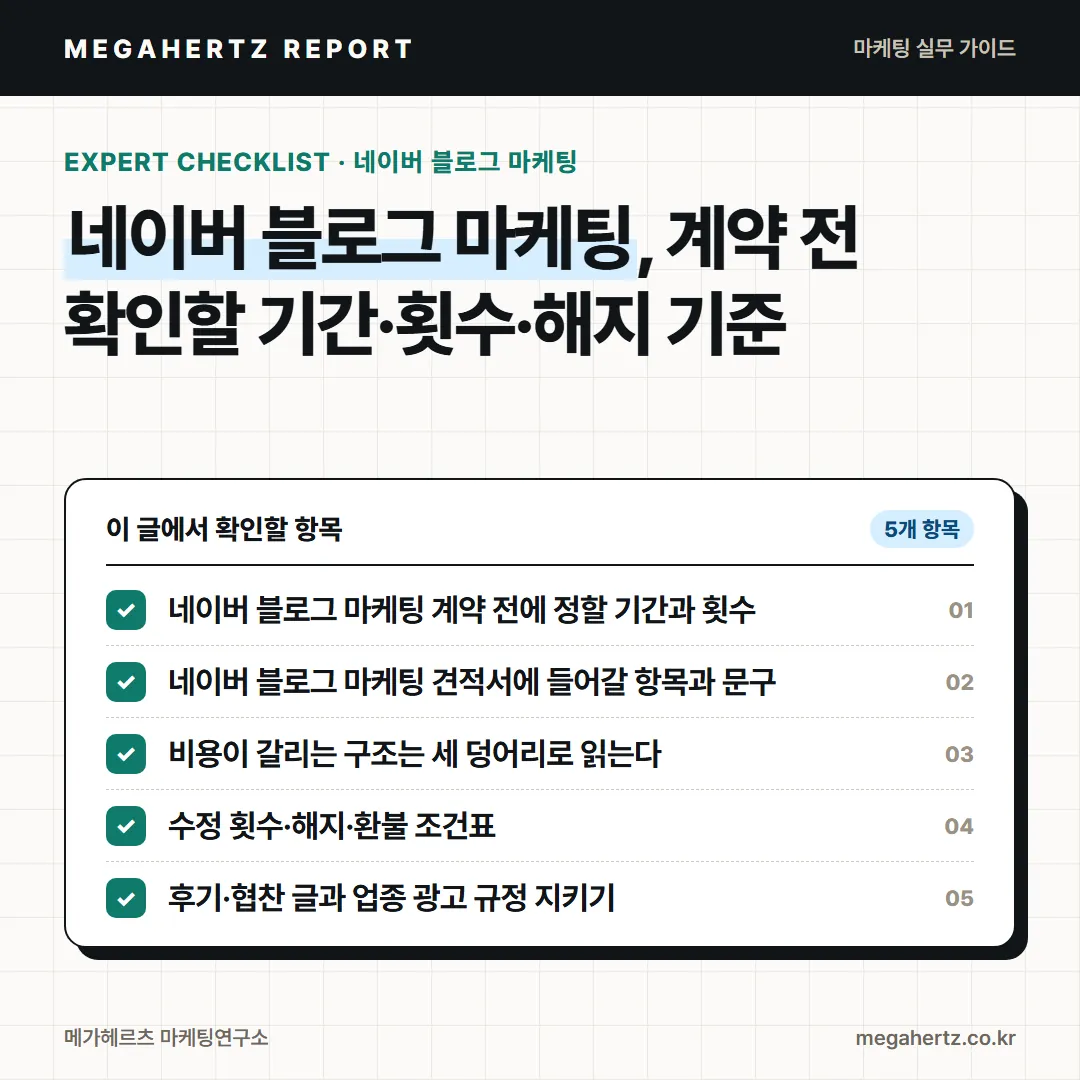 MEGAHERTZ REPORT
마케팅 실무 가이드
EXPERT CHECKLIST · 네이버 블로그 마케팅
네이버 블로그 마케팅, 계약 전
확인할 기간·횟수·해지 기준
이 글에서 확인할 항목
5개 항목
네이버 블로그 마케팅 계약 전에 정할 기간과 횟수
01
네이버 블로그 마케팅 견적서에 들어갈 항목과 문구
02
비용이 갈리는 구조는 세 덩어리로 읽는다
03
수정 횟수·해지·환불 조건표
04
후기·협찬 글과 업종 광고 규정 지키기
05
메가헤르츠 마케팅연구소
megahertz.co.kr